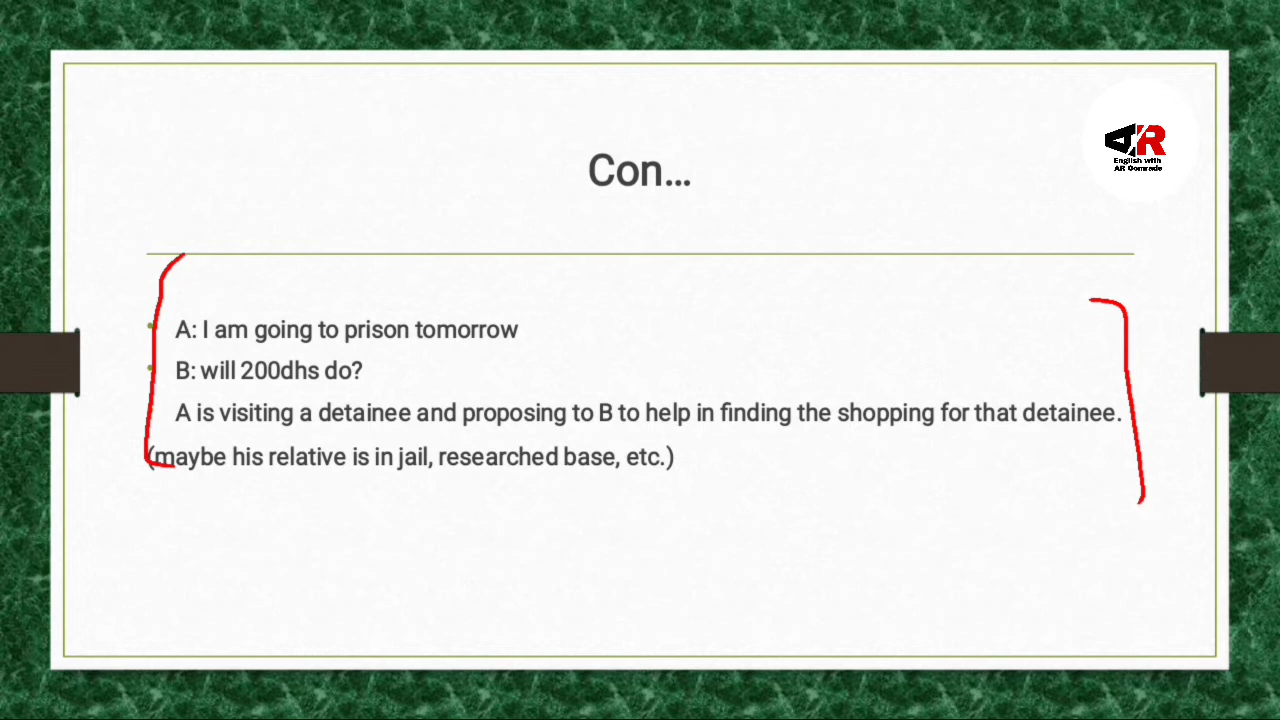 AR
English with
AR Comrade
Con...
A: I am going to prison tomorrow
B: will 200dhs do?
A is visiting a detainee and proposing to B to help in finding the shopping for that detainee.
(maybe his relative is in jail, researched base, etc.)